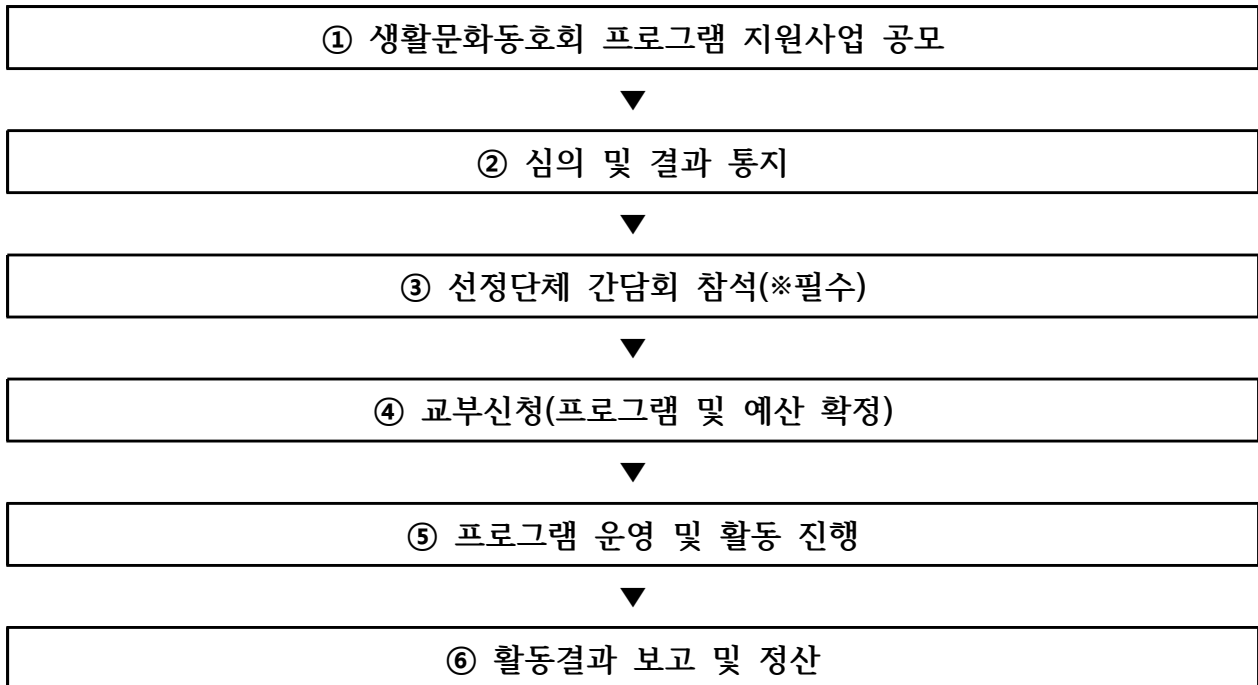 ① 생활문화동호회 프로그램 지원사업 공모
▼
② 심의 및 결과 통지
▼
③ 선정단체 간담회 참석(※필수)
▼
④ 교부신청(프로그램 및 예산 확정)
▼
⑤ 프로그램 운영 및 활동 진행
▼
⑥ 활동결과 보고 및 정산